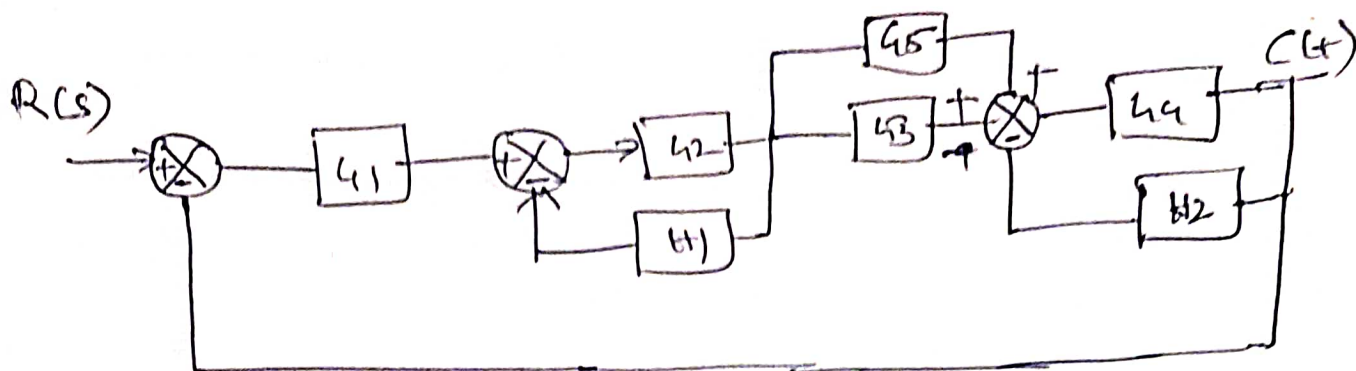 R(s)
G1
G2
G5
G3
G4
C(t)
H1
H2
+
-
+
-
+
+
-